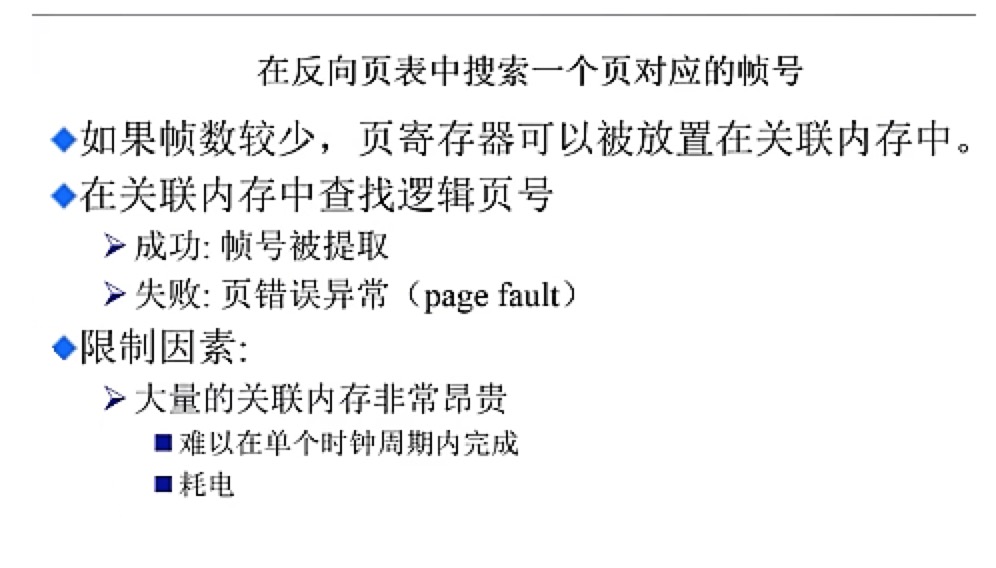 在反向页表中搜索一个页对应的帧号
如果帧数较少，页寄存器可以被放置在关联内存中。
在关联内存中查找逻辑页号
成功: 帧号被提取
失败: 页错误异常（page fault）
限制因素:
大量的关联内存非常昂贵
难以在单个时钟周期内完成
耗电